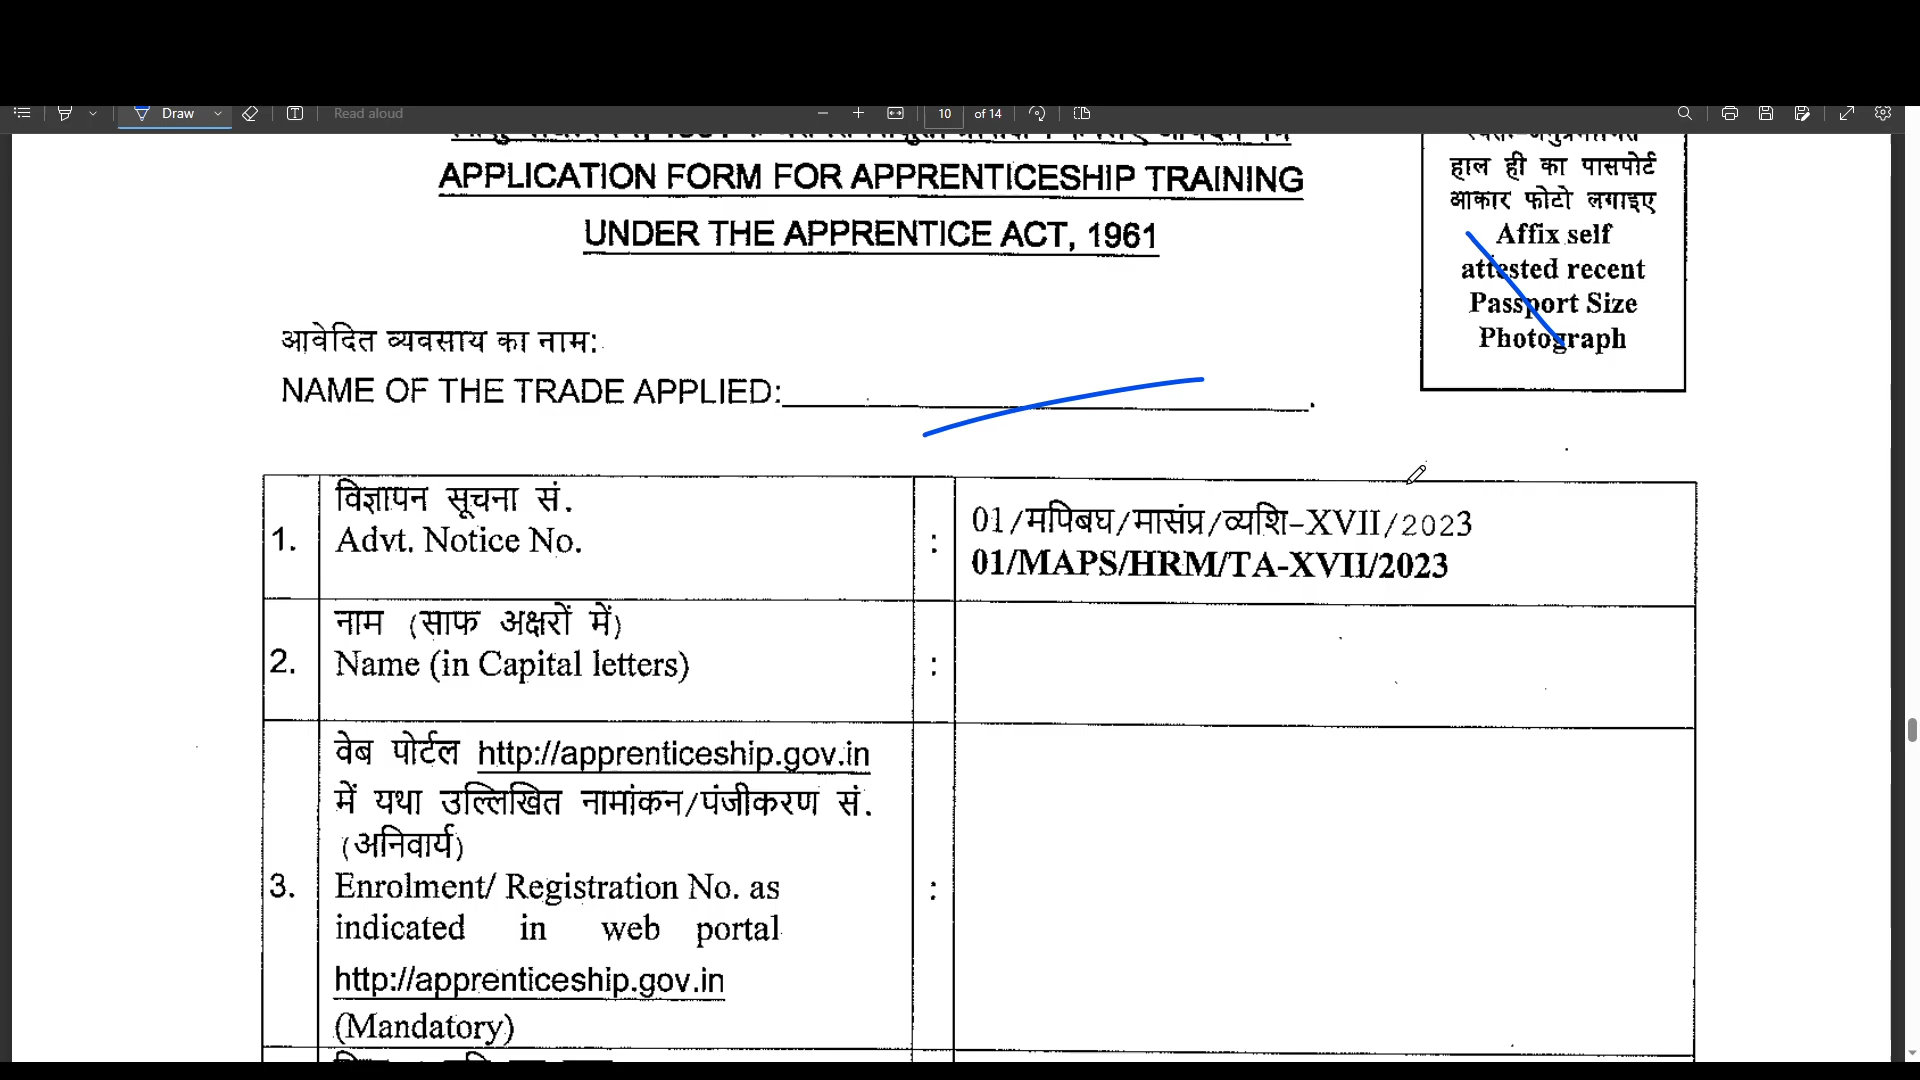 Draw
Read aloud
10 of 14
APPLICATION FORM FOR APPRENTICESHIP TRAINING
UNDER THE APPRENTICE ACT, 1961
हाल ही का पासपोर्ट
आकार फोटो लगाइए
Affix self
attested recent
Passport Size
Photograph
आवेदित व्यवसाय का नाम:
NAME OF THE TRADE APPLIED:
1.
विज्ञापन सूचना सं.
Advt. Notice No.
:
01/मपिबघ/मासंप्र/व्यशि-XVII/2023
01/MAPS/HRM/TA-XVII/2023
2.
नाम (साफ अक्षरों में)
Name (in Capital letters)
:
3.
वेब पोर्टल http://apprenticeship.gov.in
में यथा उल्लिखित नामांकन/पंजीकरण सं.
(अनिवार्य)
Enrolment/ Registration No. as
indicated in web portal
http://apprenticeship.gov.in
(Mandatory)
: